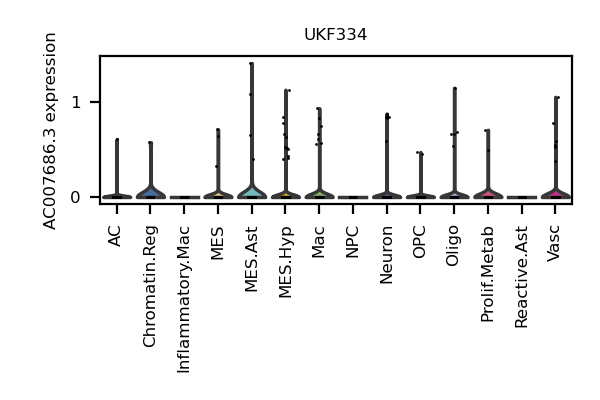 UKF334
AC007686.3 expression
1
0
AC
Chromatin.Reg
Inflammatory.Mac
MES
MES.Ast
MES.Hyp
Mac
NPC
Neuron
OPC
Oligo
Prolif.Metab
Reactive.Ast
Vasc